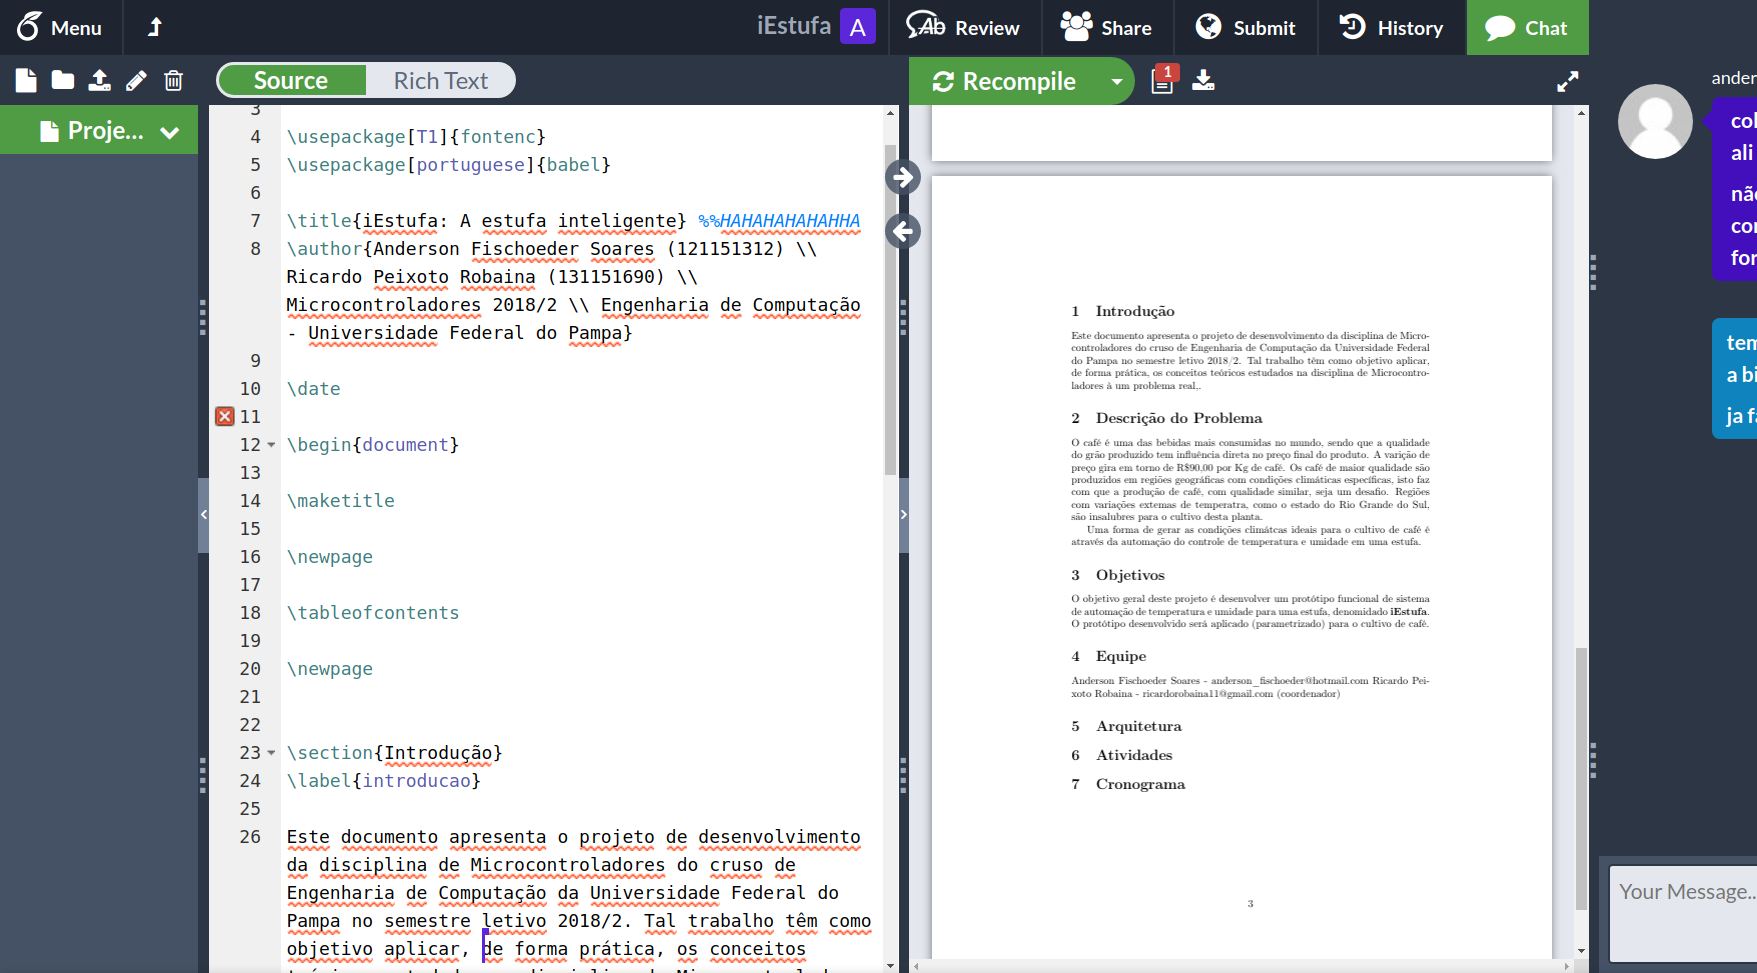 Menu
iEstufa A
Review
Share
Submit
History
Chat
Source
Rich Text
Recompile
1
Proje...
3
4 \usepackage[T1]{fontenc}
5 \usepackage[portuguese]{babel}
6
7 \title{iEstufa: A estufa inteligente} %%HAHAHAHAHAHHA
8 \author{Anderson Fischoeder Soares (121151312) \\
Ricardo Peixoto Robaina (131151690) \\
Microcontroladores 2018/2 \\ Engenharia de Computação
- Universidade Federal do Pampa}
9
10 \date
11
12 \begin{document}
13
14 \maketitle
15
16 \newpage
17
18 \tableofcontents
19
20 \newpage
21
22
23 \section{Introdução}
24 \label{introducao}
25
26 Este documento apresenta o projeto de desenvolvimento
da disciplina de Microcontroladores do cruso de
Engenharia de Computação da Universidade Federal do
Pampa no semestre letivo 2018/2. Tal trabalho têm como
objetivo aplicar, de forma prática, os conceitos
1 Introdução
Este documento apresenta o projeto de desenvolvimento da disciplina de Micro-
controladores do cruso de Engenharia de Computação da Universidade Federal
do Pampa no semestre letivo 2018/2. Tal trabalho têm como objetivo aplicar,
de forma prática, os conceitos teóricos estudados na disciplina de Microcontro-
ladores à um problema real,.
2 Descrição do Problema
O café é uma das bebidas mais consumidas no mundo, sendo que a qualidade
do grão produzido tem influência direta no preço final do produto. A varição de
preço gira em torno de R$90,00 por Kg de café. Os café de maior qualidade são
produzidos em regiões geográficas com condições climáticas específicas, isto faz
com que a produção de café, com qualidade similar, seja um desafio. Regiões
com variações extemas de temperatra, como o estado do Rio Grande do Sul,
são insalubres para o cultivo desta planta.
Uma forma de gerar as condições climátcas ideais para o cultivo de café é
através da automação do controle de temperatura e umidade em uma estufa.
3 Objetivos
O objetivo geral deste projeto é desenvolver um protótipo funcional de sistema
de automação de temperatura e umidade para uma estufa, denomidado iEstufa.
O protótipo desenvolvido será aplicado (parametrizado) para o cultivo de café.
4 Equipe
Anderson Fischoeder Soares - anderson_fischoeder@hotmail.com Ricardo Pei-
xoto Robaina - ricardorobaina11@gmail.com (coordenador)
5 Arquitetura
6 Atividades
7 Cronograma
3
ander
col
ali
não
cor
for
tem
a bi
ja fa
Your Message...